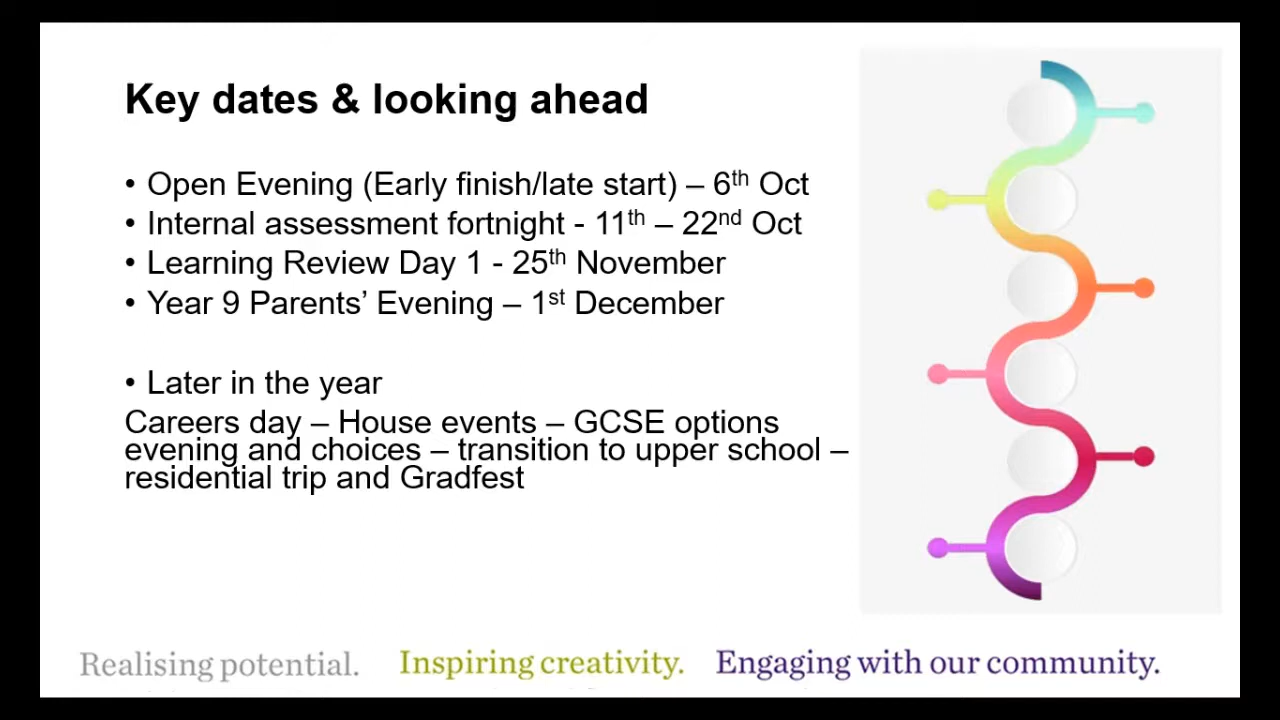 Key dates & looking ahead
• Open Evening (Early finish/late start) – 6th Oct
• Internal assessment fortnight - 11th – 22nd Oct
• Learning Review Day 1 - 25th November
• Year 9 Parents’ Evening – 1st December
• Later in the year
Careers day – House events – GCSE options
evening and choices – transition to upper school –
residential trip and Gradfest
Realising potential. Inspiring creativity. Engaging with our community.